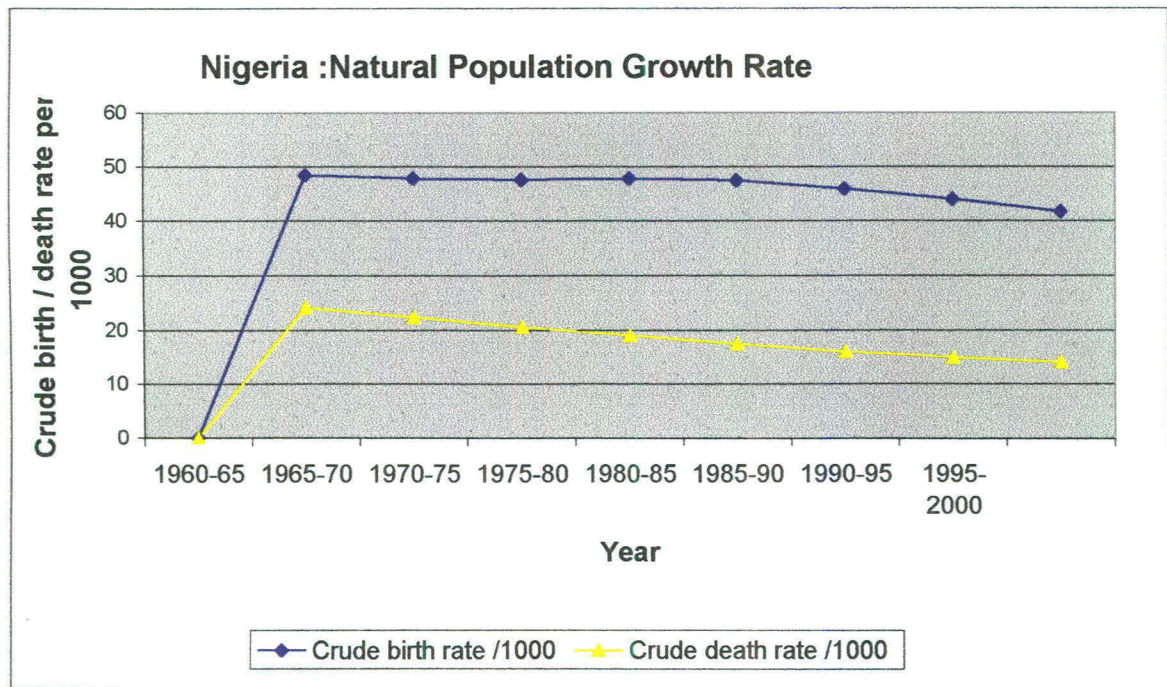 Nigeria :Natural Population Growth Rate
Crude birth / death rate per
1000
60
50
40
30
20
10
0
1960-65 1965-70 1970-75 1975-80 1980-85 1985-90 1990-95 1995-
2000
Year
Crude birth rate /1000 Crude death rate /1000